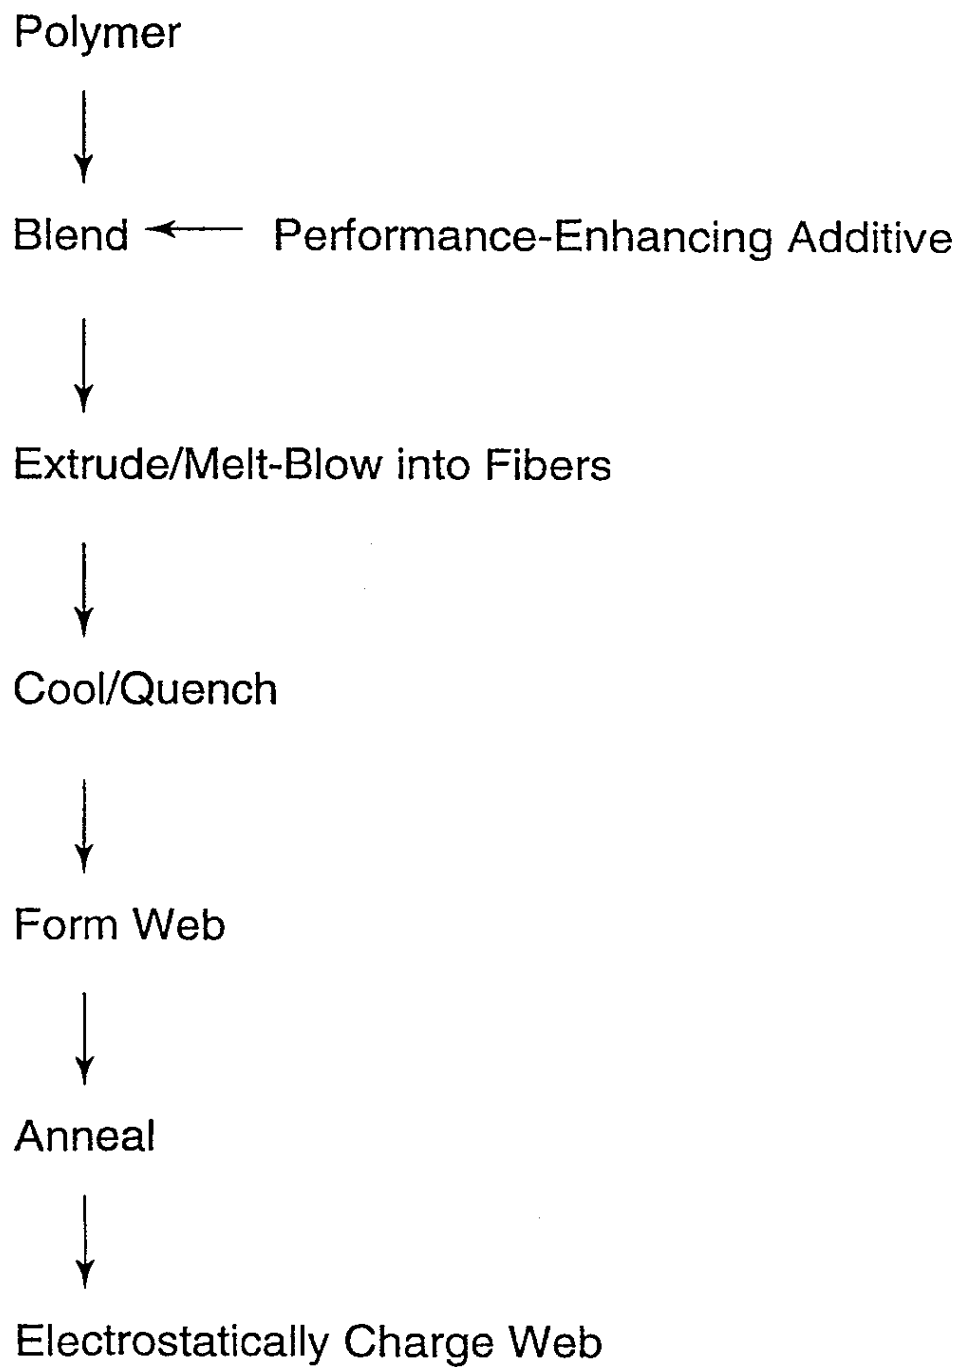 Polymer
Blend Performance-Enhancing Additive
Extrude/Melt-Blow into Fibers
Cool/Quench
Form Web
Anneal
Electrostatically Charge Web